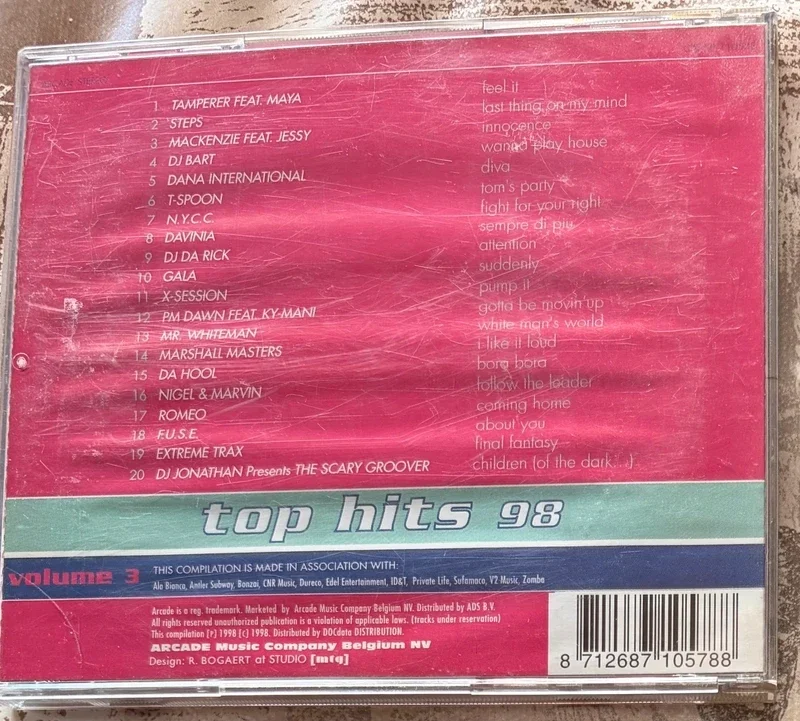 1 TAMPERER FEAT. MAYA feel it
2 STEPS last thing on my mind
3 MACKENZIE FEAT. JESSY innocence
4 DJ BART wanna play house
5 DANA INTERNATIONAL diva
6 T-SPOON tom's party
7 N.Y.C.C. fight for your right
8 DAVINIA sempre di piu
9 DJ DA RICK attention
10 GALA suddenly
11 X-SESSION pump it
12 PM DAWN FEAT. KY-MANI gotta be movin up
13 MR. WHITEMAN white man's world
14 MARSHALL MASTERS i like it loud
15 DA HOOL bora bora
16 NIGEL & MARVIN follow the leader
17 ROMEO coming home
18 F.U.S.E. about you
19 EXTREME TRAX final fantasy
20 DJ JONATHAN Presents THE SCARY GROOVER children (of the dark...)
top hits 98
volume 3
THIS COMPILATION IS MADE IN ASSOCIATION WITH:
Alo Bianco, Antler Subway, Bonzai, CNR Music, Dureco, Edel Entertainment, ID&T, Private Life, Sufamaco, V2 Music, Zomba
Arcade is a reg. trademark. Marketed by Arcade Music Company Belgium NV. Distributed by ADS B.V.
All rights reserved unauthorized publication is a violation of applicable laws. (tracks under reservation)
This compilation [P] 1998 [C] 1998. Distributed by DOCdata DISTRIBUTION.
ARCADE Music Company Belgium NV
Design: R. BOGAERT at STUDIO [mtg]
8 712687 105788